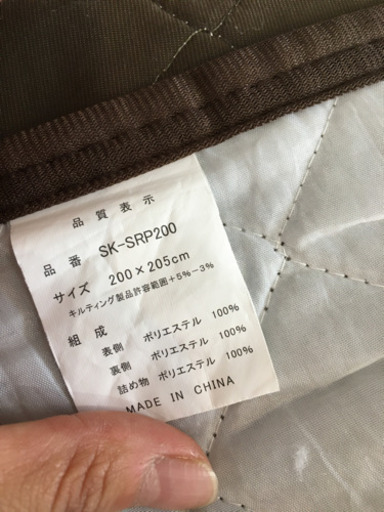 品質表示
品番 SK-SRP200
サイズ 200×205cm
キルティング製品許容範囲+5%-3%
組成 表側 ポリエステル 100%
裏側 ポリエステル 100%
詰め物 ポリエステル 100%
MADE IN CHINA